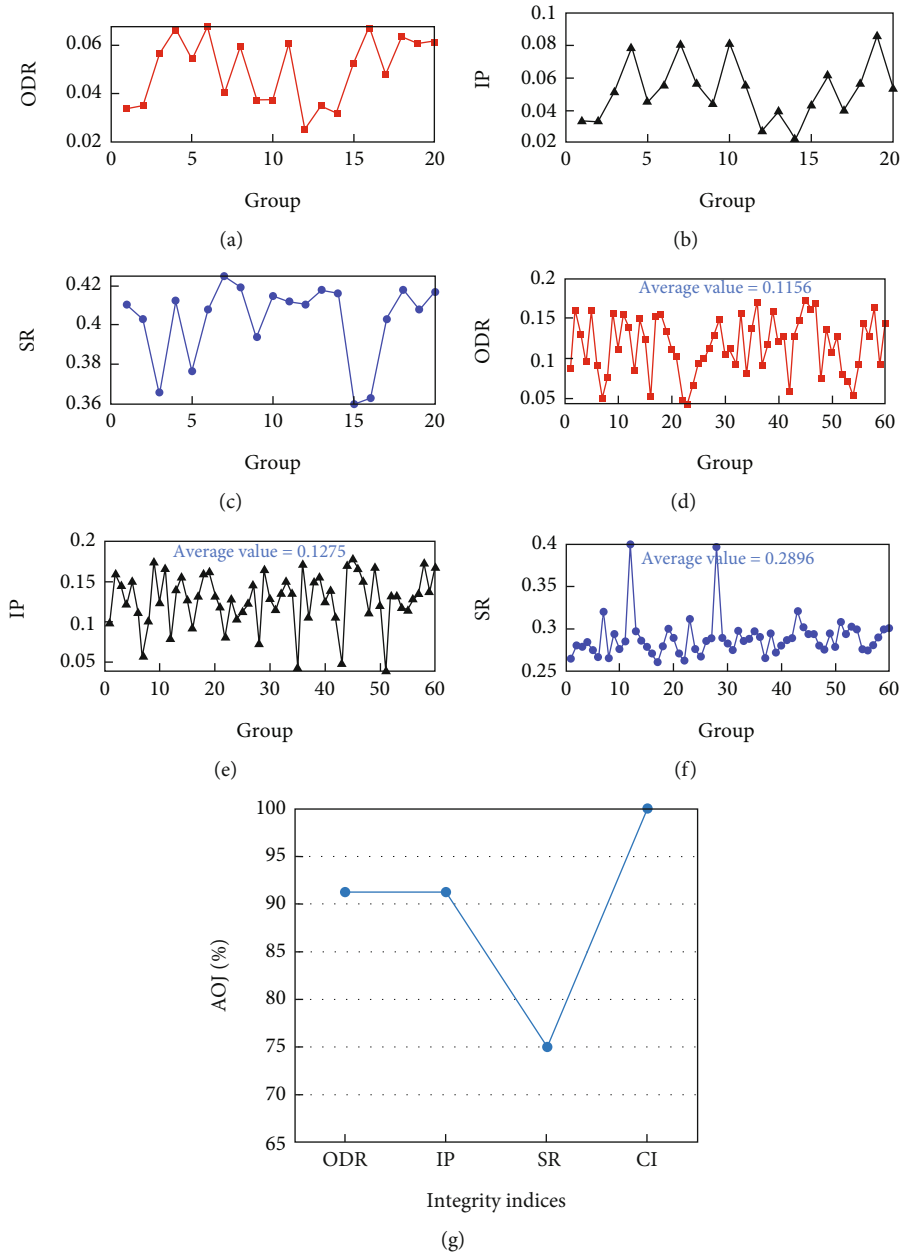 0.06
0.04
0.02
ODR
0 5 10 15 20
Group
(a)
0.1
0.08
0.06
0.04
0.02
IP
0 5 10 15 20
Group
(b)
0.42
0.4
0.38
0.36
SR
0 5 10 15 20
Group
(c)
0.2
0.15
0.1
0.05
ODR
Average value = 0.1156
0 10 20 30 40 50 60
Group
(d)
0.2
0.15
0.1
0.05
IP
Average value = 0.1275
0 10 20 30 40 50 60
Group
(e)
0.4
0.35
0.3
0.25
SR
Average value = 0.2896
0 10 20 30 40 50 60
Group
(f)
100
95
90
85
80
75
70
65
AOJ (%)
ODR IP SR CI
Integrity indices
(g)